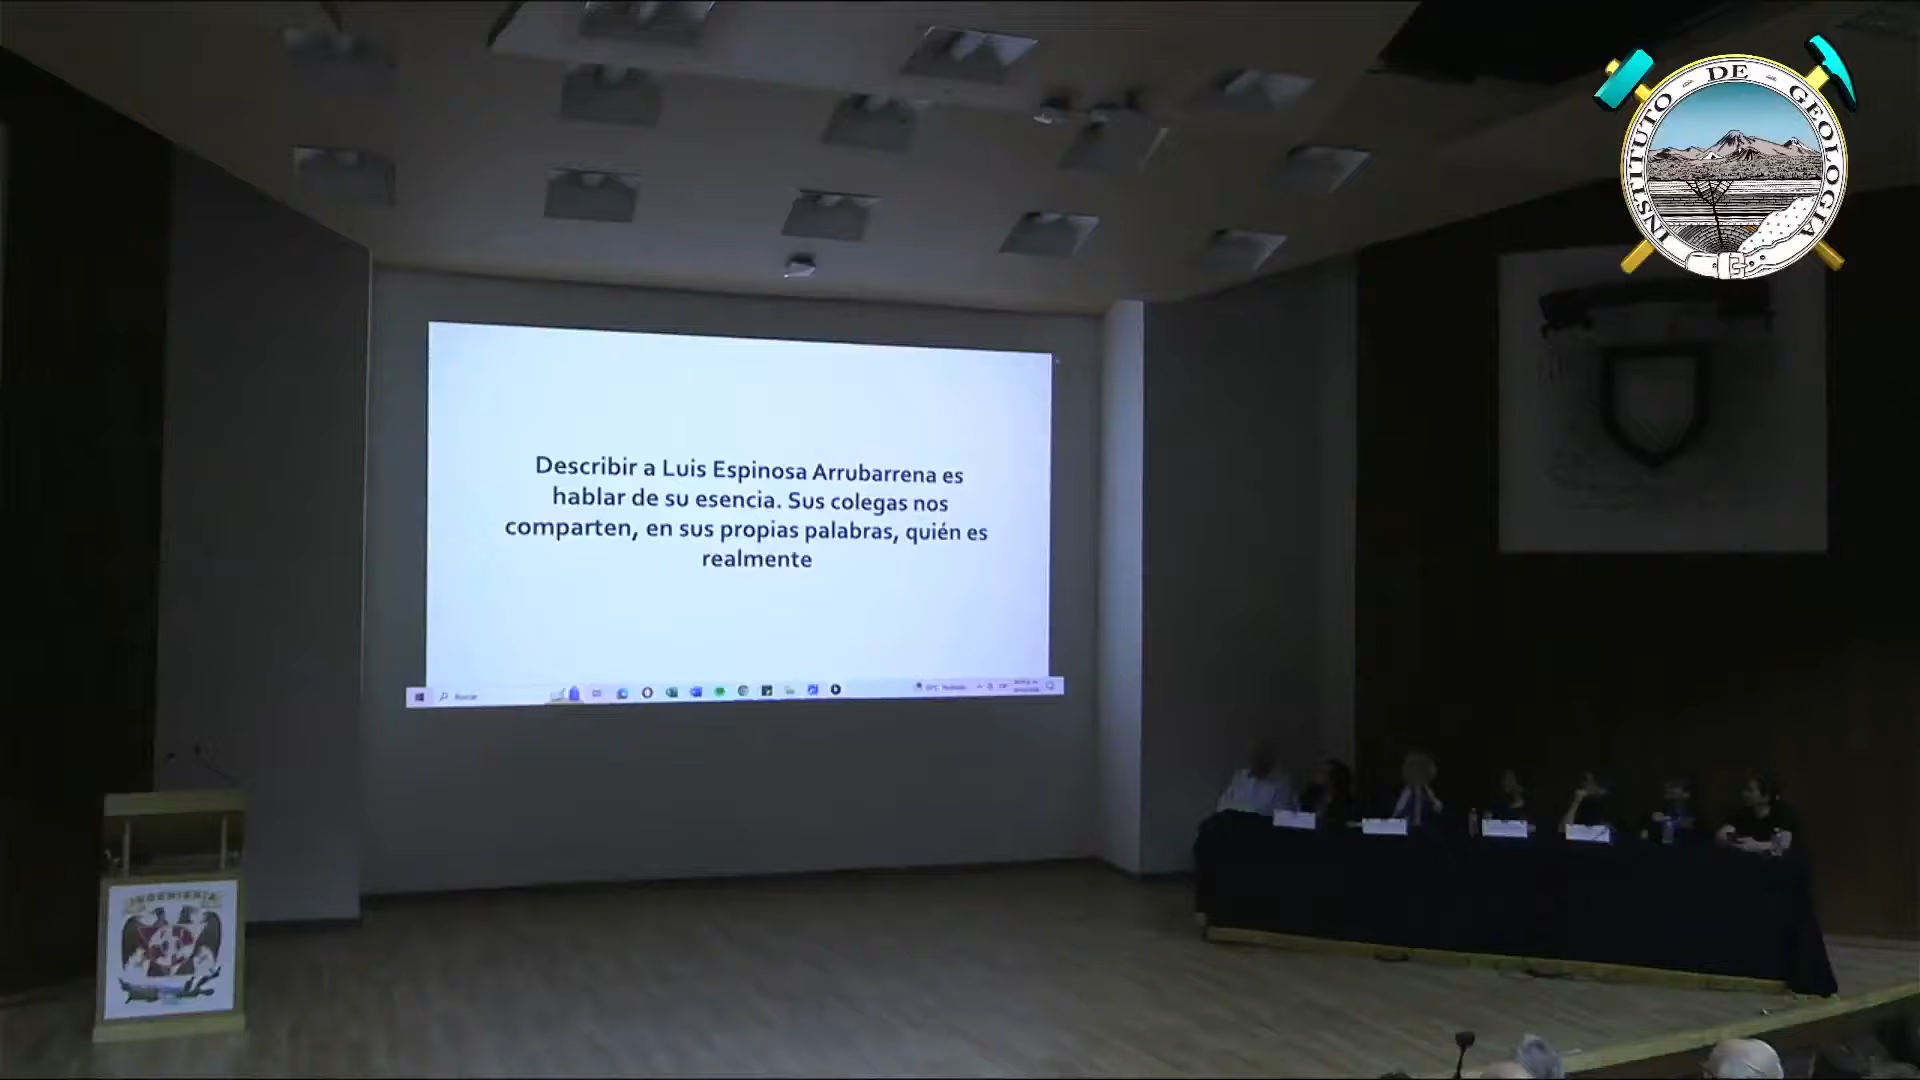 INSTITUTO DE GEOLOGIA
Describir a Luis Espinosa Arrubarrena es
hablar de su esencia. Sus colegas nos
comparten, en sus propias palabras, quién es
realmente
Buscar
INGENIERIA